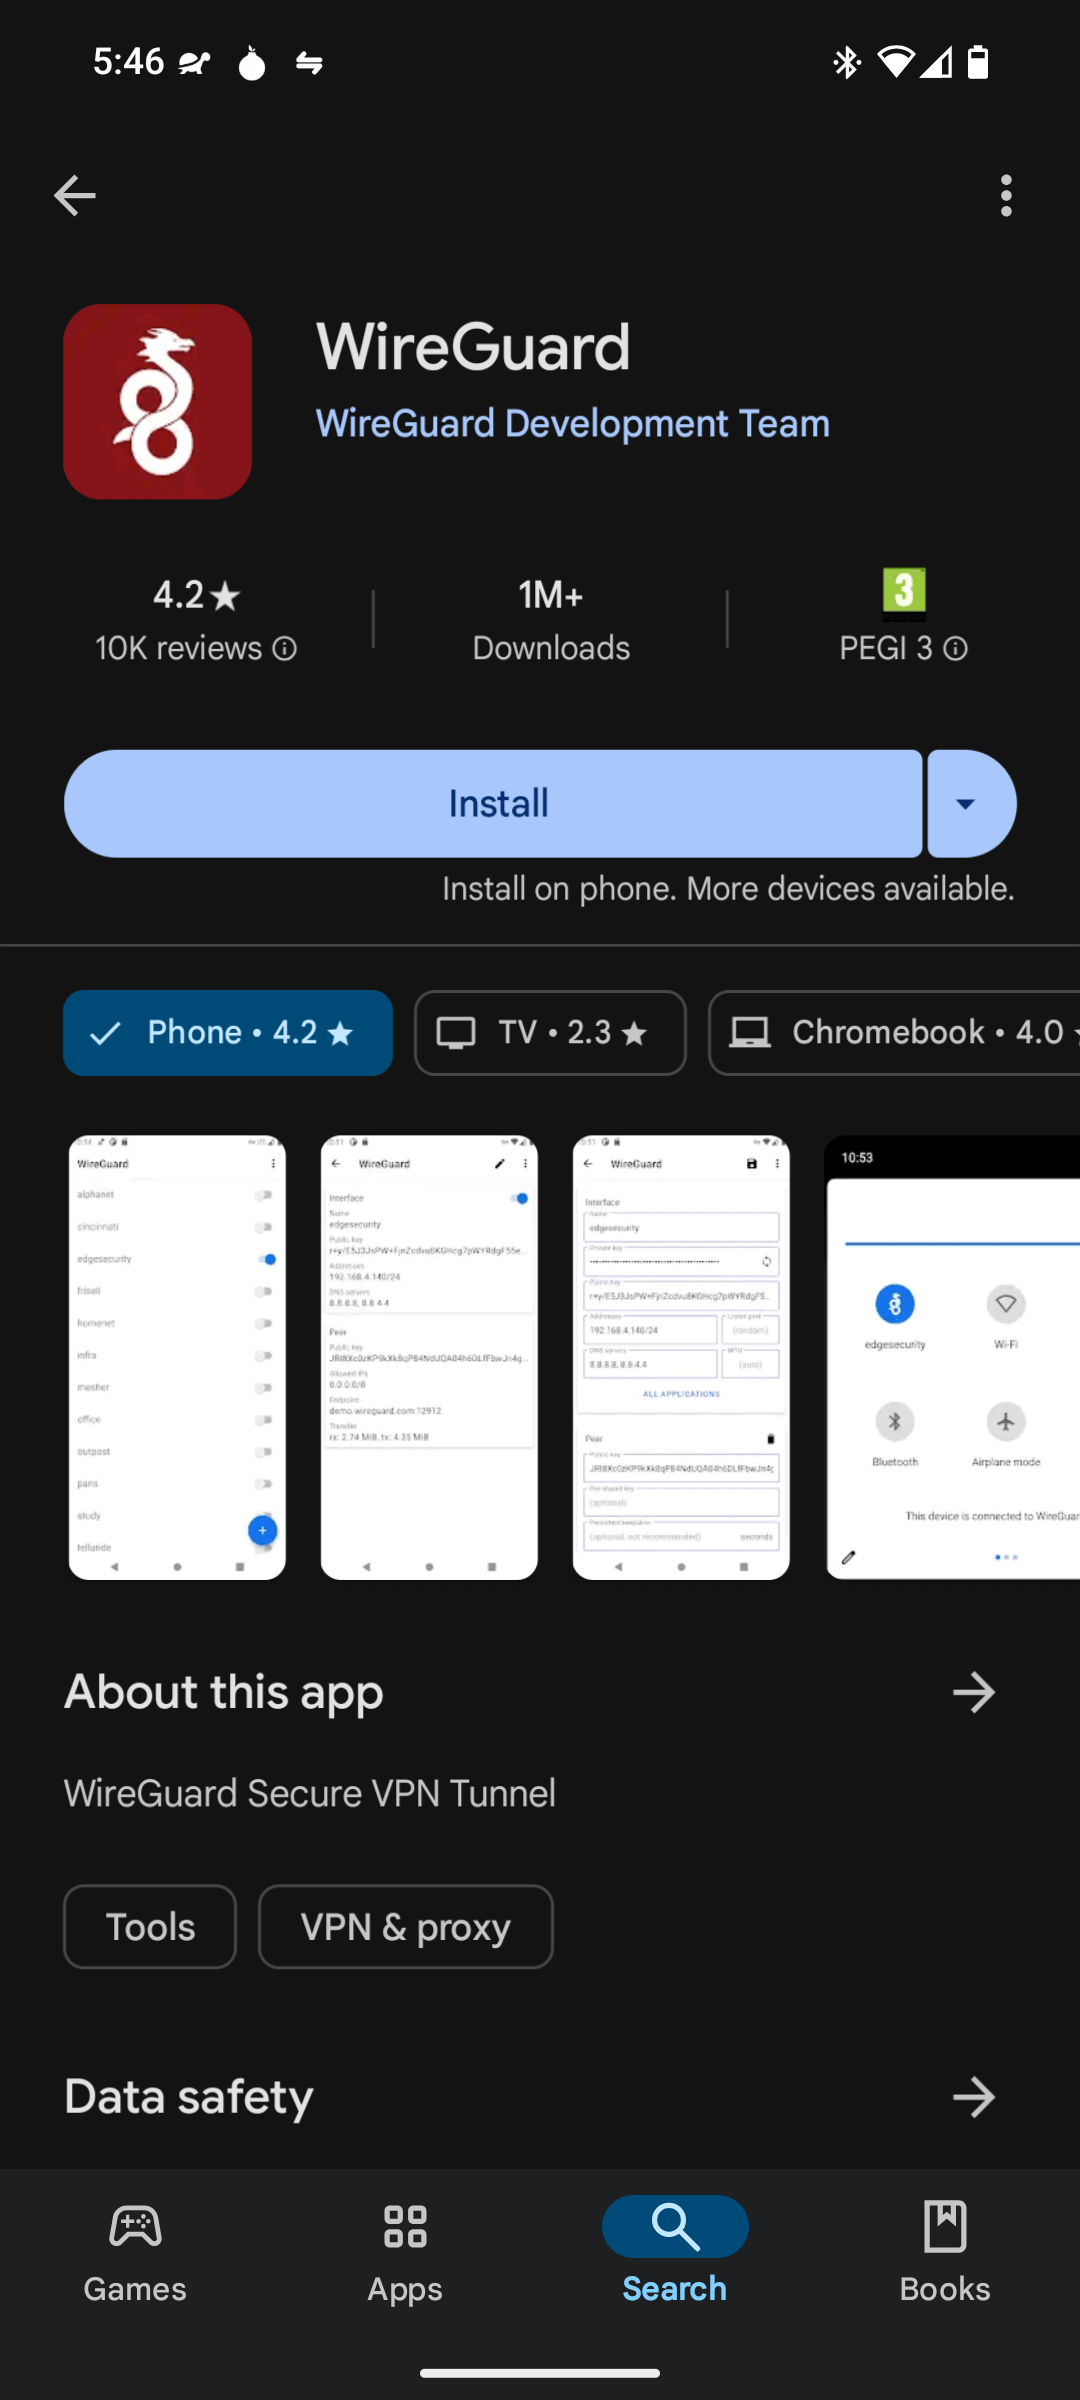 5:46
WireGuard
WireGuard Development Team
4.2★
10K reviews
1M+
Downloads
3
PEGI 3
Install
Install on phone. More devices available.
Phone • 4.2 ★
TV • 2.3 ★
Chromebook • 4.0
WireGuard
alphanet
cincinnati
edgesecurity
frisell
homenet
infra
mesher
office
outpost
paris
study
telluride
WireGuard
Interface
Name
edgesecurity
Public key
Addresses
192.168.4.140/24
DNS servers
8.8.8.8, 8.8.4.4
Peer
Public key
Allowed IPs
0.0.0.0/0
Endpoint
demo.wireguard.com:12912
Transfer
rx: 2.74 MiB, tx: 4.35 MiB
WireGuard
Interface
Name
edgesecurity
Private key
Public key
Addresses
Listen port
192.168.4.140/24
(random)
DNS servers
MTU
8.8.8.8, 8.8.4.4
(auto)
ALL APPLICATIONS
Peer
Public key
Pre-shared key
(optional)
Persistent keepalive
(optional, not recommended)
seconds
10:53
edgesecurity
Wi-Fi
Bluetooth
Airplane mode
This device is connected to WireGuar
About this app
WireGuard Secure VPN Tunnel
Tools
VPN & proxy
Data safety
Games
Apps
Search
Books